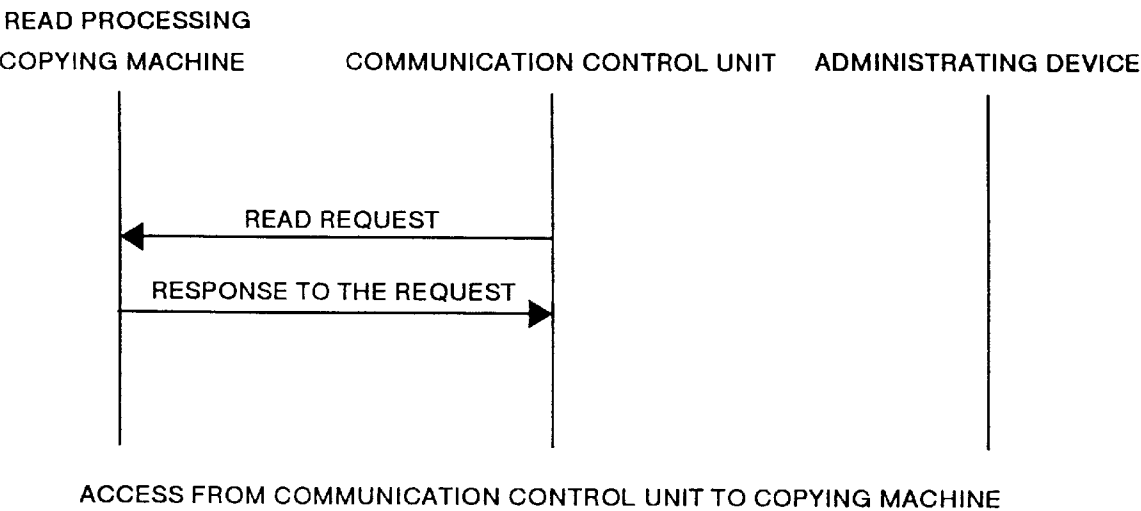 READ PROCESSING
COPYING MACHINE COMMUNICATION CONTROL UNIT ADMINISTRATING DEVICE
READ REQUEST
RESPONSE TO THE REQUEST
ACCESS FROM COMMUNICATION CONTROL UNIT TO COPYING MACHINE